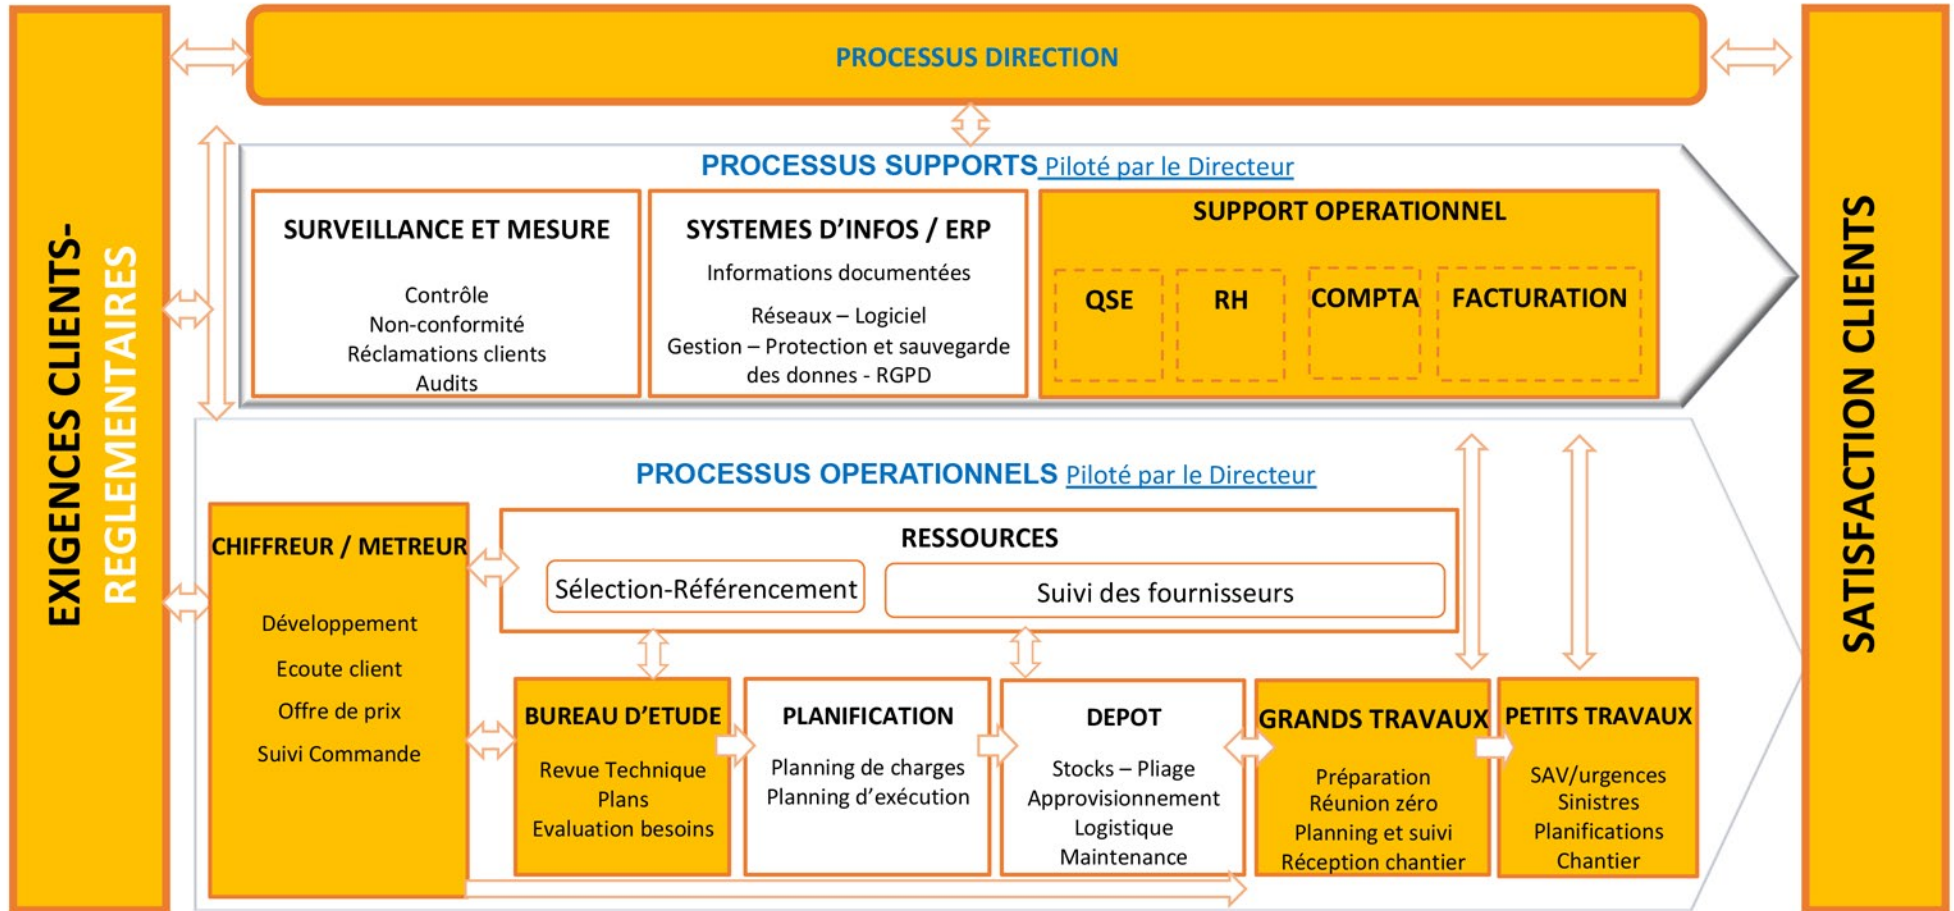 EXIGENCES CLIENTS-
REGLEMENTAIRES
PROCESSUS DIRECTION
PROCESSUS SUPPORTS Piloté par le Directeur
SURVEILLANCE ET MESURE
Contrôle
Non-conformité
Réclamations clients
Audits
SYSTEMES D’INFOS / ERP
Informations documentées
Réseaux – Logiciel
Gestion – Protection et sauvegarde
des donnes - RGPD
SUPPORT OPERATIONNEL
QSE
RH
COMPTA
FACTURATION
PROCESSUS OPERATIONNELS Piloté par le Directeur
CHIFFREUR / METREUR
Développement
Ecoute client
Offre de prix
Suivi Commande
RESSOURCES
Sélection-Référencement
Suivi des fournisseurs
BUREAU D’ETUDE
Revue Technique
Plans
Evaluation besoins
PLANIFICATION
Planning de charges
Planning d’exécution
DEPOT
Stocks – Pliage
Approvisionnement
Logistique
Maintenance
GRANDS TRAVAUX
Préparation
Réunion zéro
Planning et suivi
Réception chantier
PETITS TRAVAUX
SAV/urgences
Sinistres
Planifications
Chantier
SATISFACTION CLIENTS